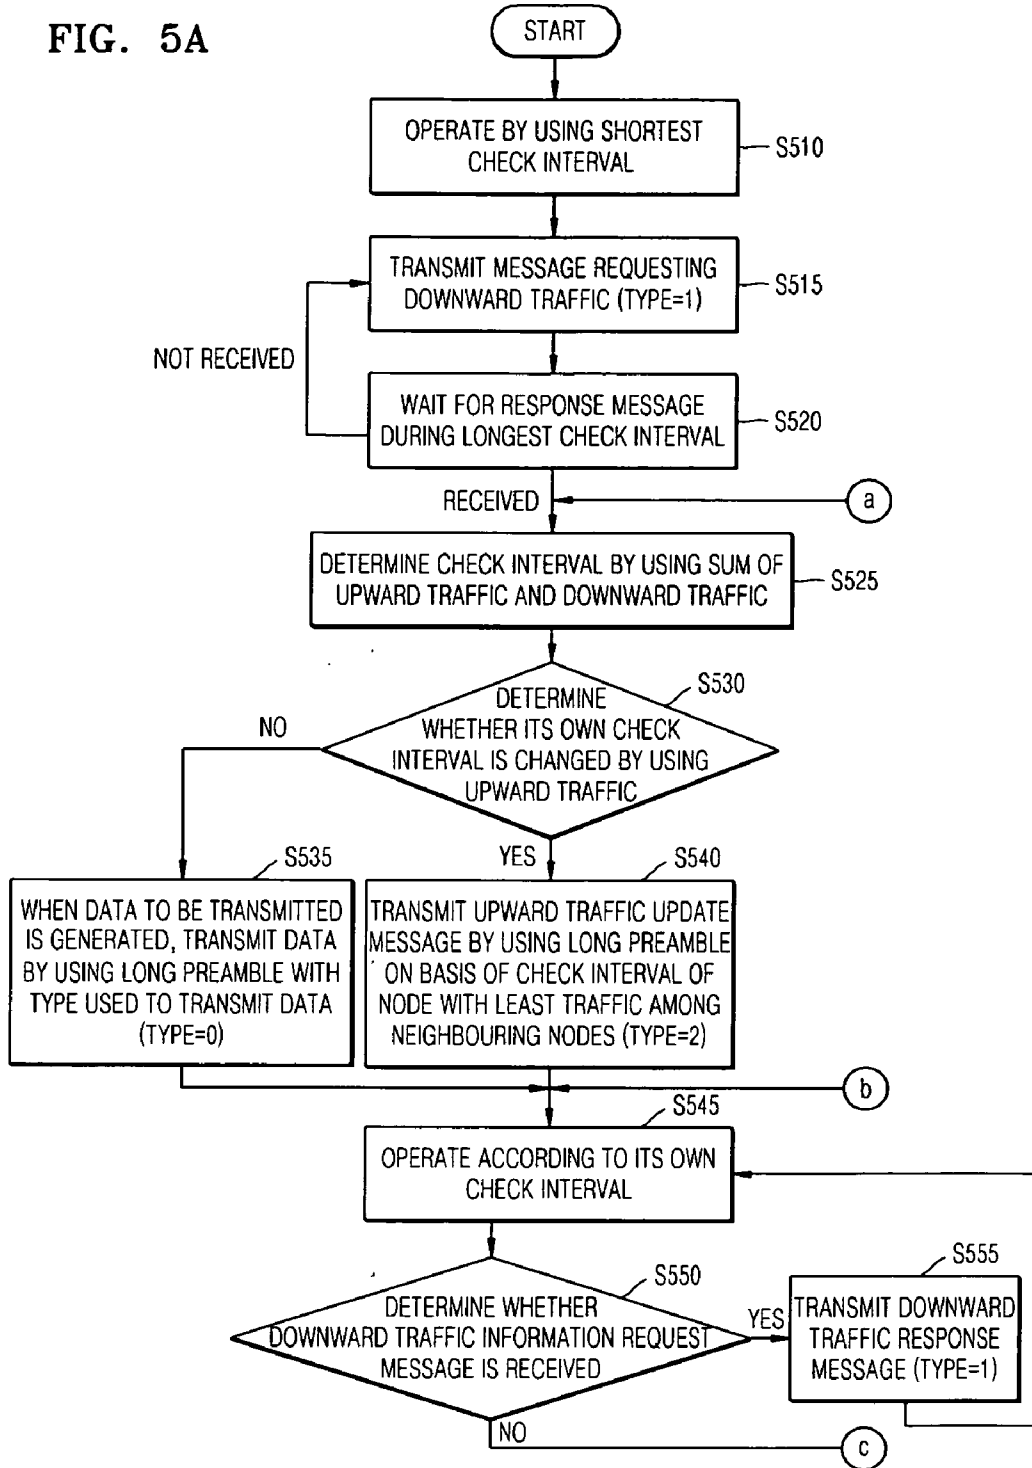 FIG. 5A
START
OPERATE BY USING SHORTEST
CHECK INTERVAL
S510
TRANSMIT MESSAGE REQUESTING
DOWNWARD TRAFFIC (TYPE=1)
S515
NOT RECEIVED
WAIT FOR RESPONSE MESSAGE
DURING LONGEST CHECK INTERVAL
S520
RECEIVED
a
DETERMINE CHECK INTERVAL BY USING SUM OF
UPWARD TRAFFIC AND DOWNWARD TRAFFIC
S525
S530
DETERMINE
WHETHER ITS OWN CHECK
INTERVAL IS CHANGED BY USING
UPWARD TRAFFIC
NO
YES
S535
WHEN DATA TO BE TRANSMITTED
IS GENERATED, TRANSMIT DATA
BY USING LONG PREAMBLE WITH
TYPE USED TO TRANSMIT DATA
(TYPE=0)
S540
TRANSMIT UPWARD TRAFFIC UPDATE
MESSAGE BY USING LONG PREAMBLE
ON BASIS OF CHECK INTERVAL OF
NODE WITH LEAST TRAFFIC AMONG
NEIGHBOURING NODES (TYPE=2)
b
S545
OPERATE ACCORDING TO ITS OWN
CHECK INTERVAL
S550
DETERMINE WHETHER
DOWNWARD TRAFFIC INFORMATION REQUEST
MESSAGE IS RECEIVED
YES
S555
TRANSMIT DOWNWARD
TRAFFIC RESPONSE
MESSAGE (TYPE=1)
NO
c